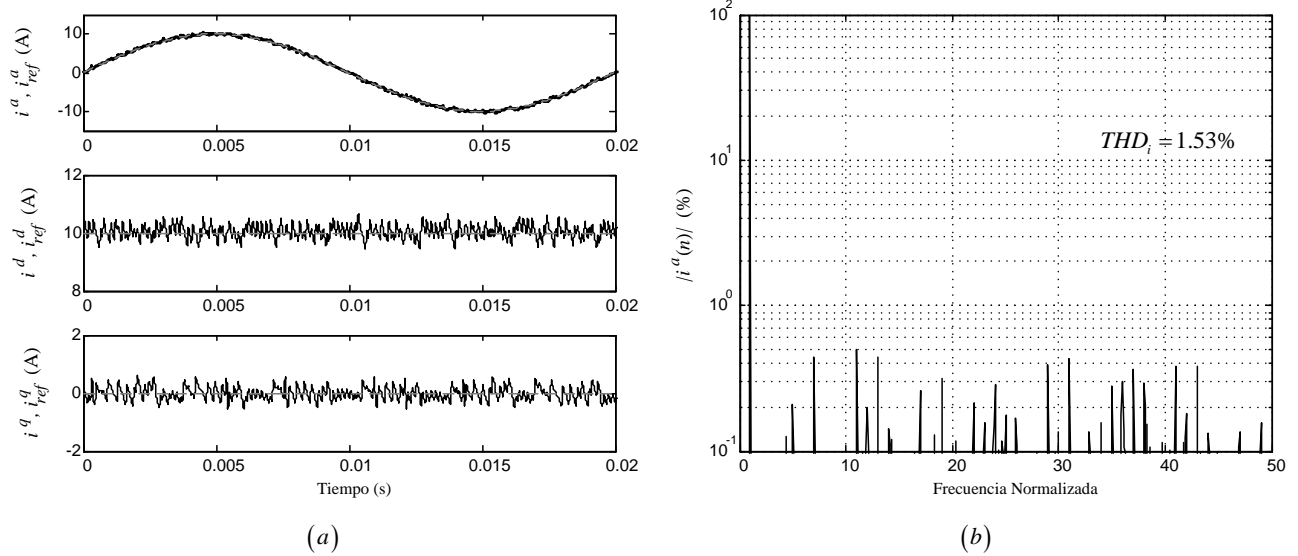 i^a, i^a_ref (A)
10
0
-10
0 0.005 0.01 0.015 0.02
i^d, i^d_ref (A)
12
10
8
0 0.005 0.01 0.015 0.02
i^q, i^q_ref (A)
2
0
-2
0 0.005 0.01 0.015 0.02
Tiempo (s)
(a)
|i^a(n)| (%)
10^2
10^1
10^0
10^-1
THD_i = 1.53%
0 10 20 30 40 50
Frecuencia Normalizada
(b)